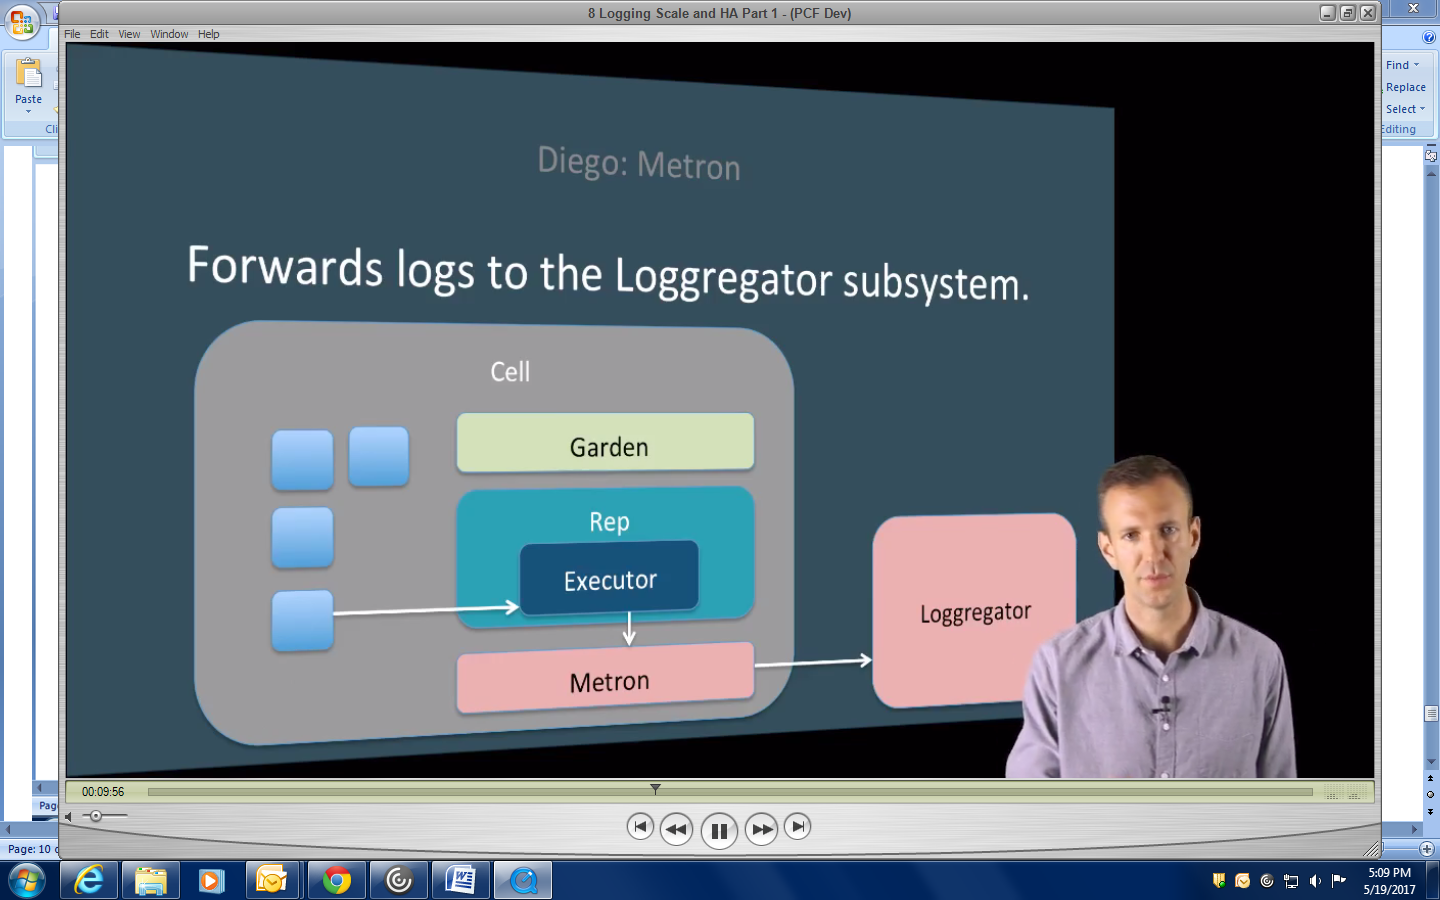 8 Logging Scale and HA Part 1 - (PCF Dev)
File Edit View Window Help
Paste
Find
Replace
Select
Editing
Diego: Metron
Forwards logs to the Loggregator subsystem.
Cell
Garden
Rep
Executor
Metron
Loggregator
00:09:56
Page: 10
5:09 PM
5/19/2017